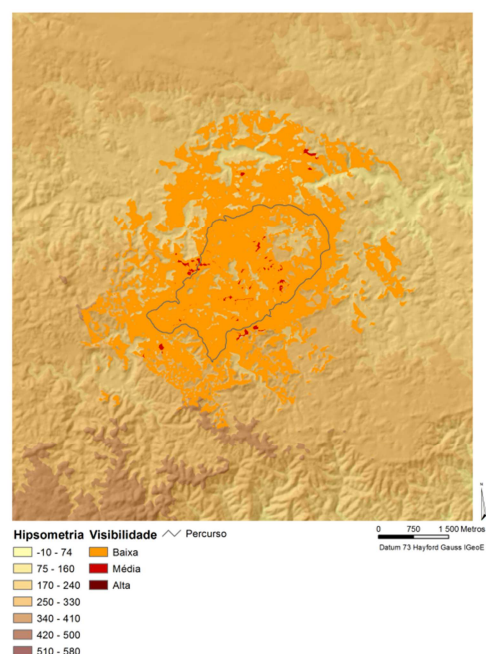 Hipsometria
-10 - 74
75 - 160
170 - 240
250 - 330
340 - 410
420 - 500
510 - 580
Visibilidade
Baixa
Média
Alta
Percurso
N
0 750 1 500 Metros
Datum 73 Hayford Gauss IGeoE